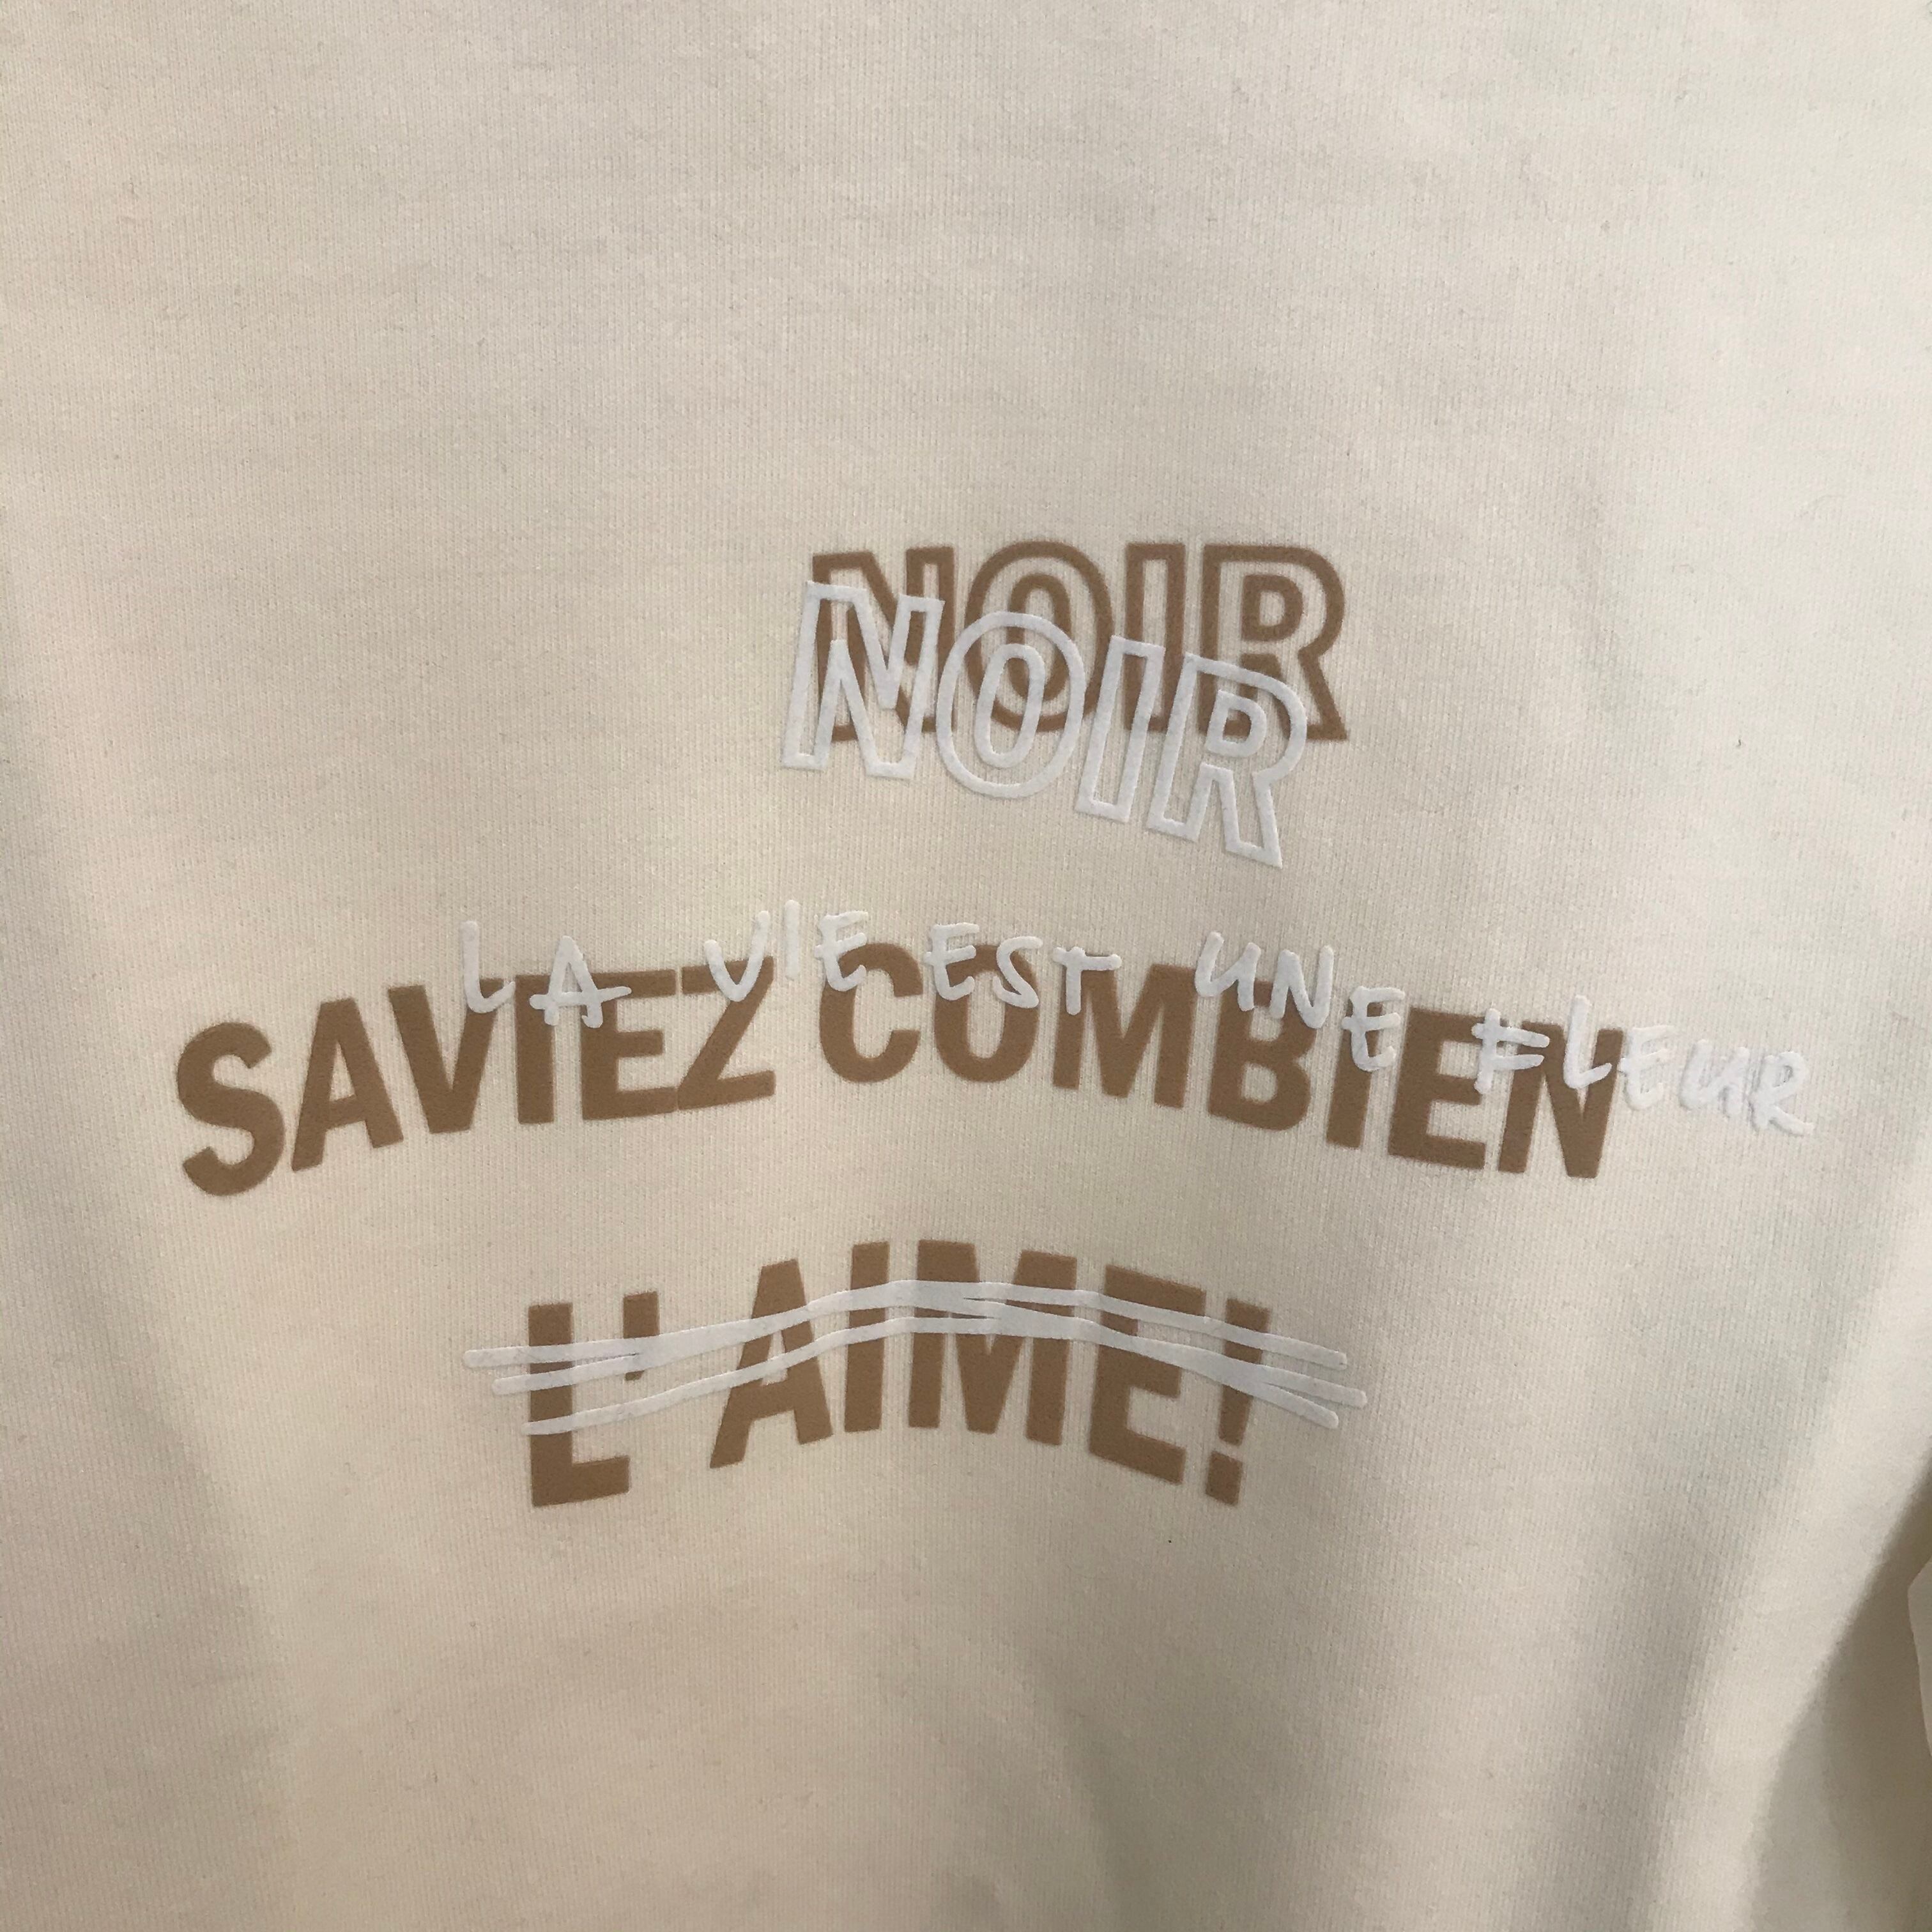 NOIR
NOIR
LA VIE EST UNE FLEUR
SAVIEZ COMBIEN
L'AIME!